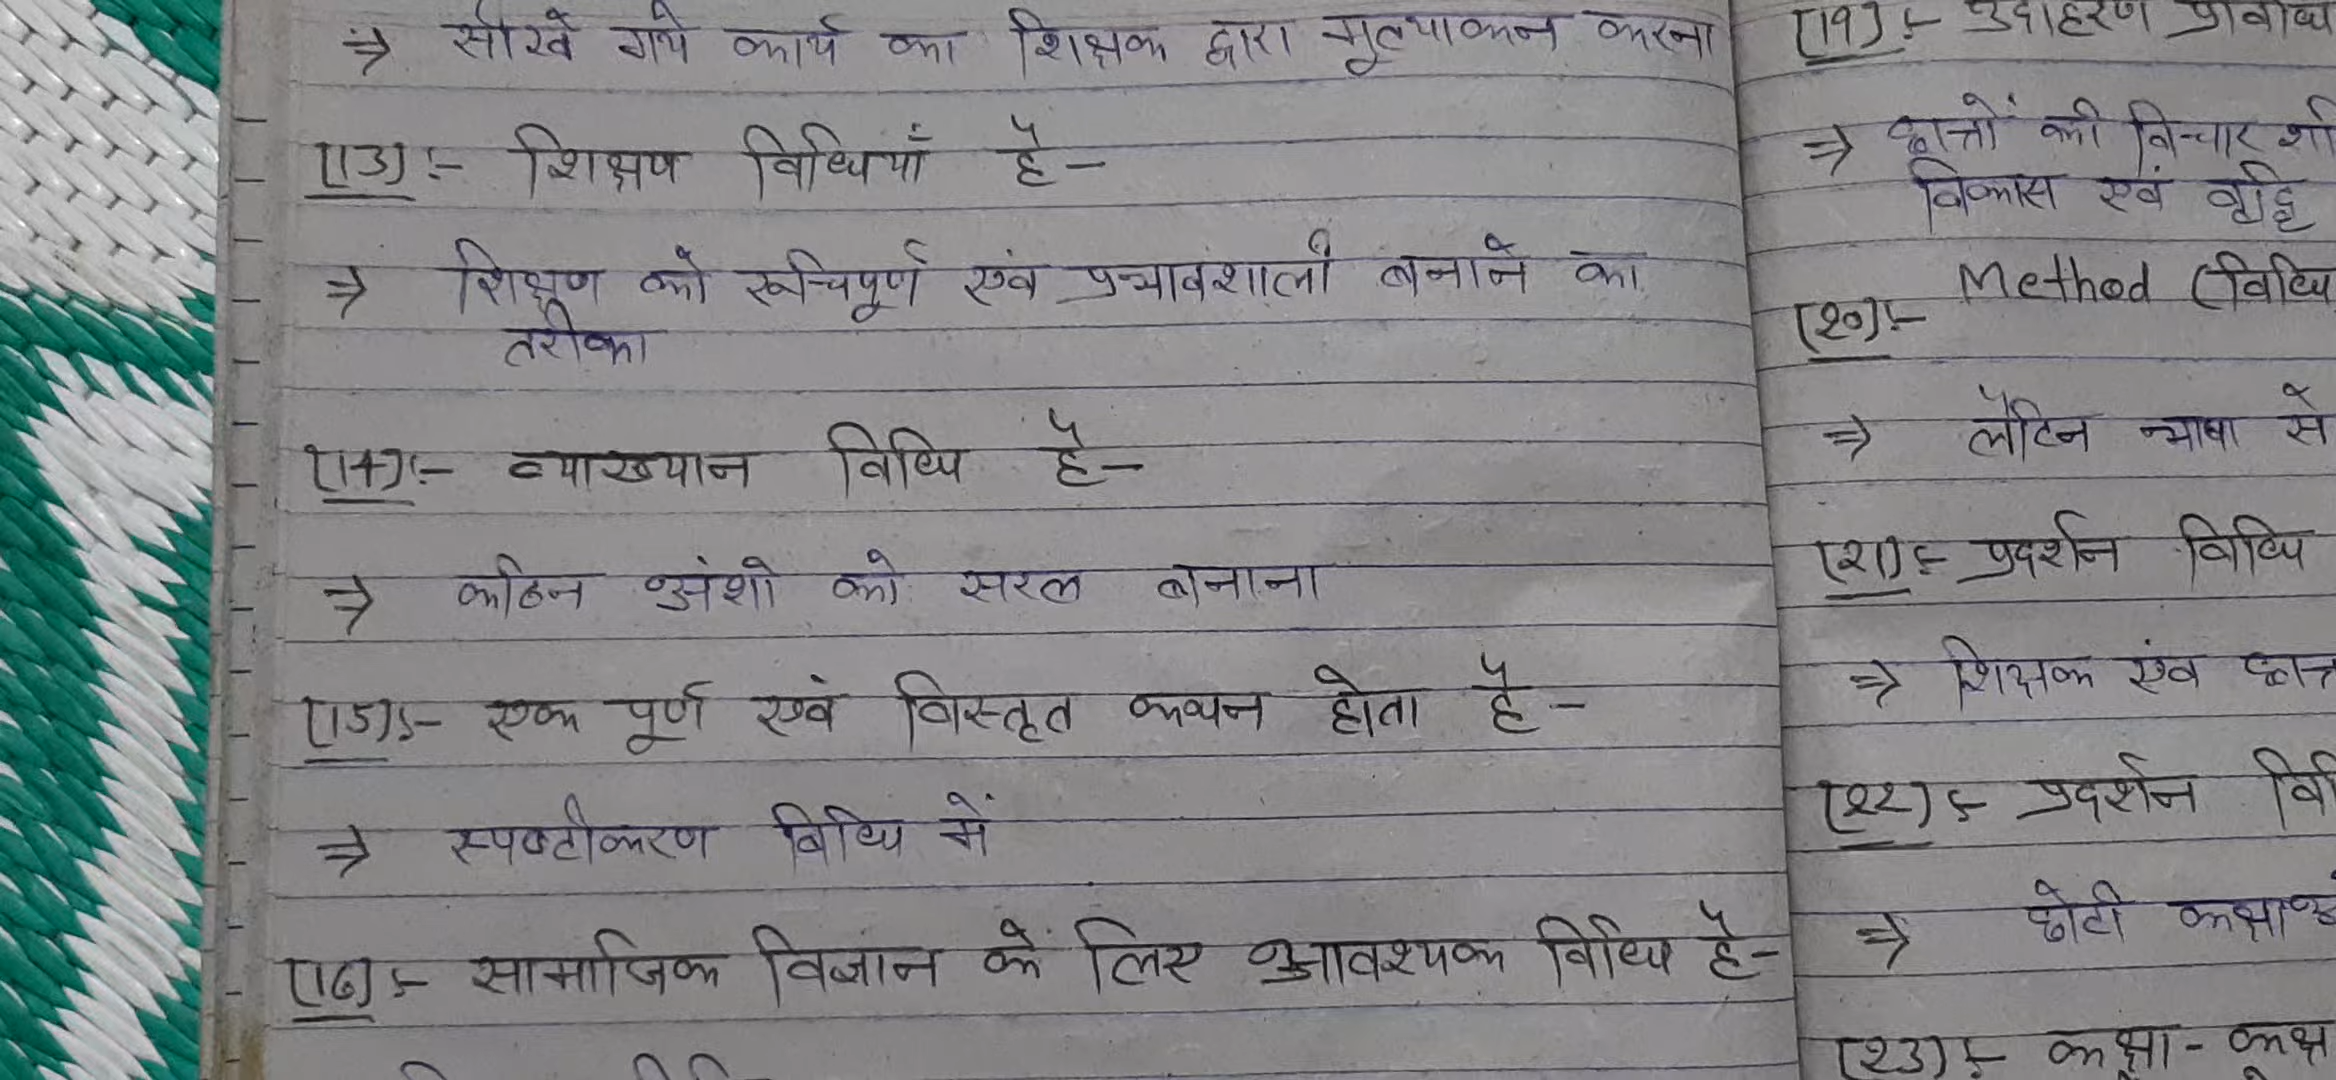 ⇒ सीखे गये कार्य का शिक्षक द्वारा मूल्याकन करना
[13]:- शिक्षण विधियाँ है-
⇒ शिक्षण को रूचिपूर्ण एंव प्रभावशाली बनाने का
तरीका
[14]:- व्याख्यान विधि है-
⇒ कठिन अंशो को सरल बनाना
[15]:- एक पूर्ण एवं विस्तृत कथन होता है-
⇒ स्पष्टीकरण विधि में
[16]:- सामाजिक विज्ञान के लिए आवश्यक विधि है-
[19]:- उदाहरण
⇒ छात्रों की विचार
विकास एवं वृद्धि
[20]:- Method (विधि
⇒ लैटिन भाषा से
[21]:- प्रदर्शन विधि
⇒ शिक्षक एंव छात्र
[22]:- प्रदर्शन
⇒ छोटी
[23]:- कक्षा-